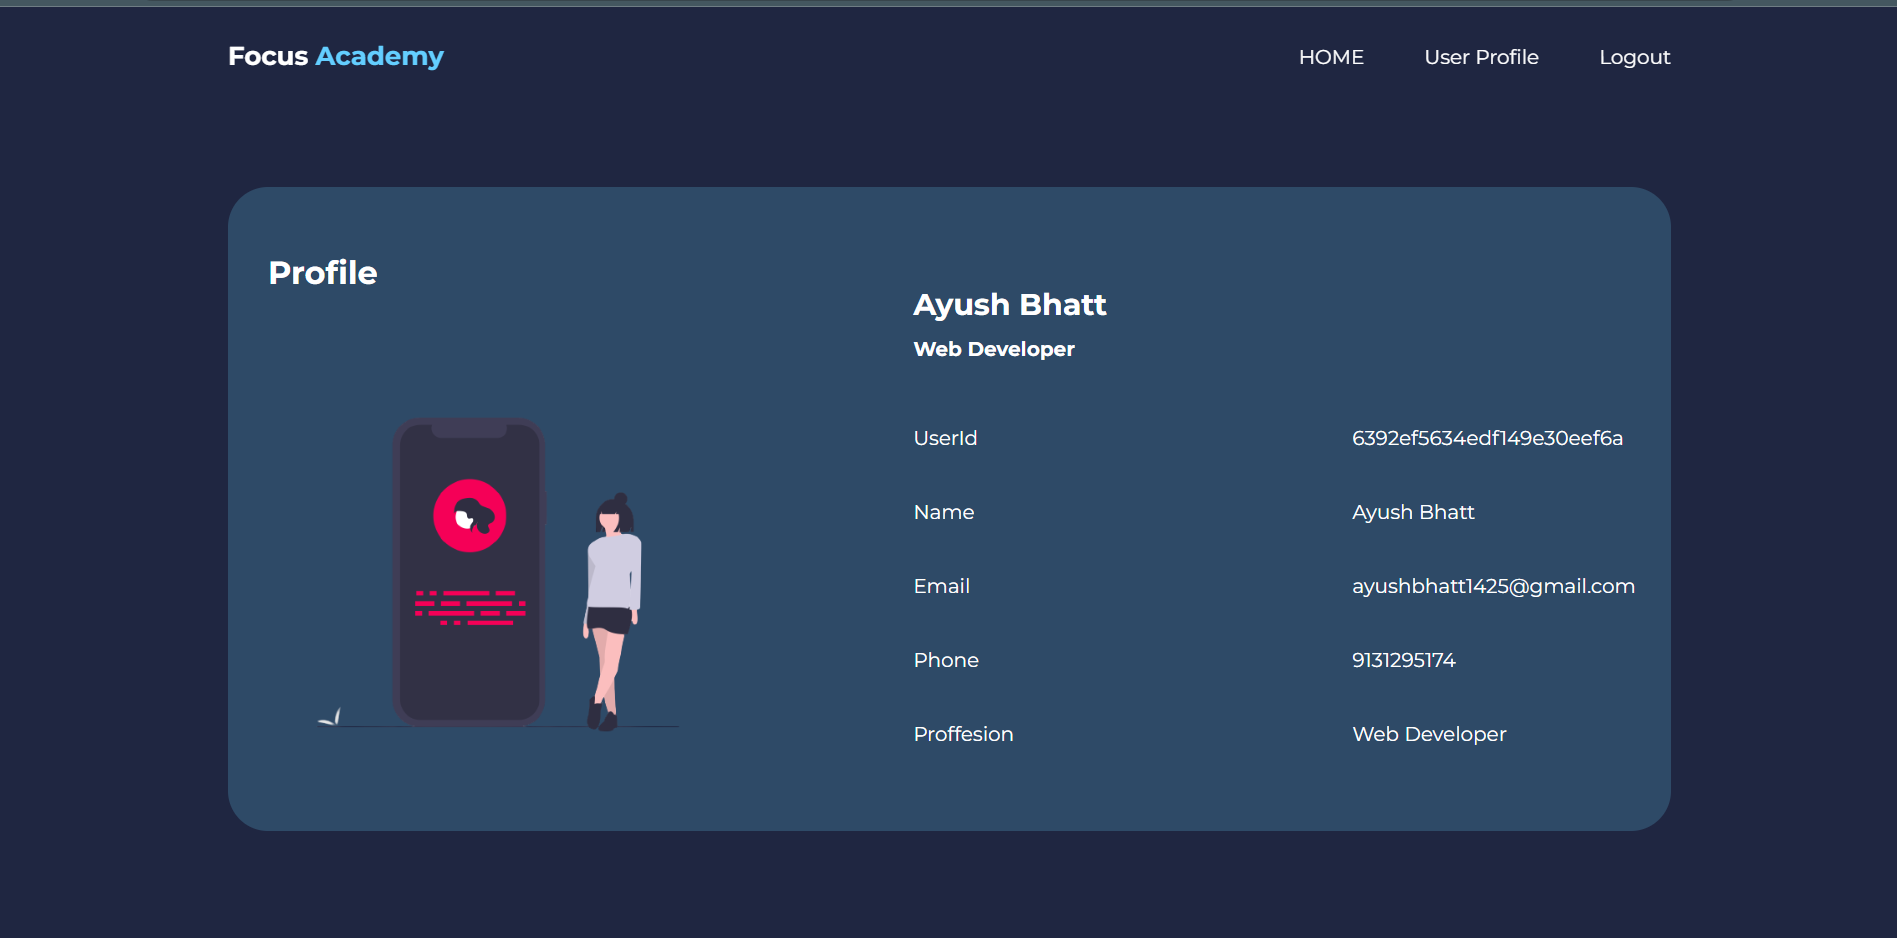 Focus Academy HOME User Profile Logout
Profile
Ayush Bhatt
Web Developer
UserId 6392ef5634edf149e30eef6a
Name Ayush Bhatt
Email ayushbhatt1425@gmail.com
Phone 9131295174
Proffesion Web Developer